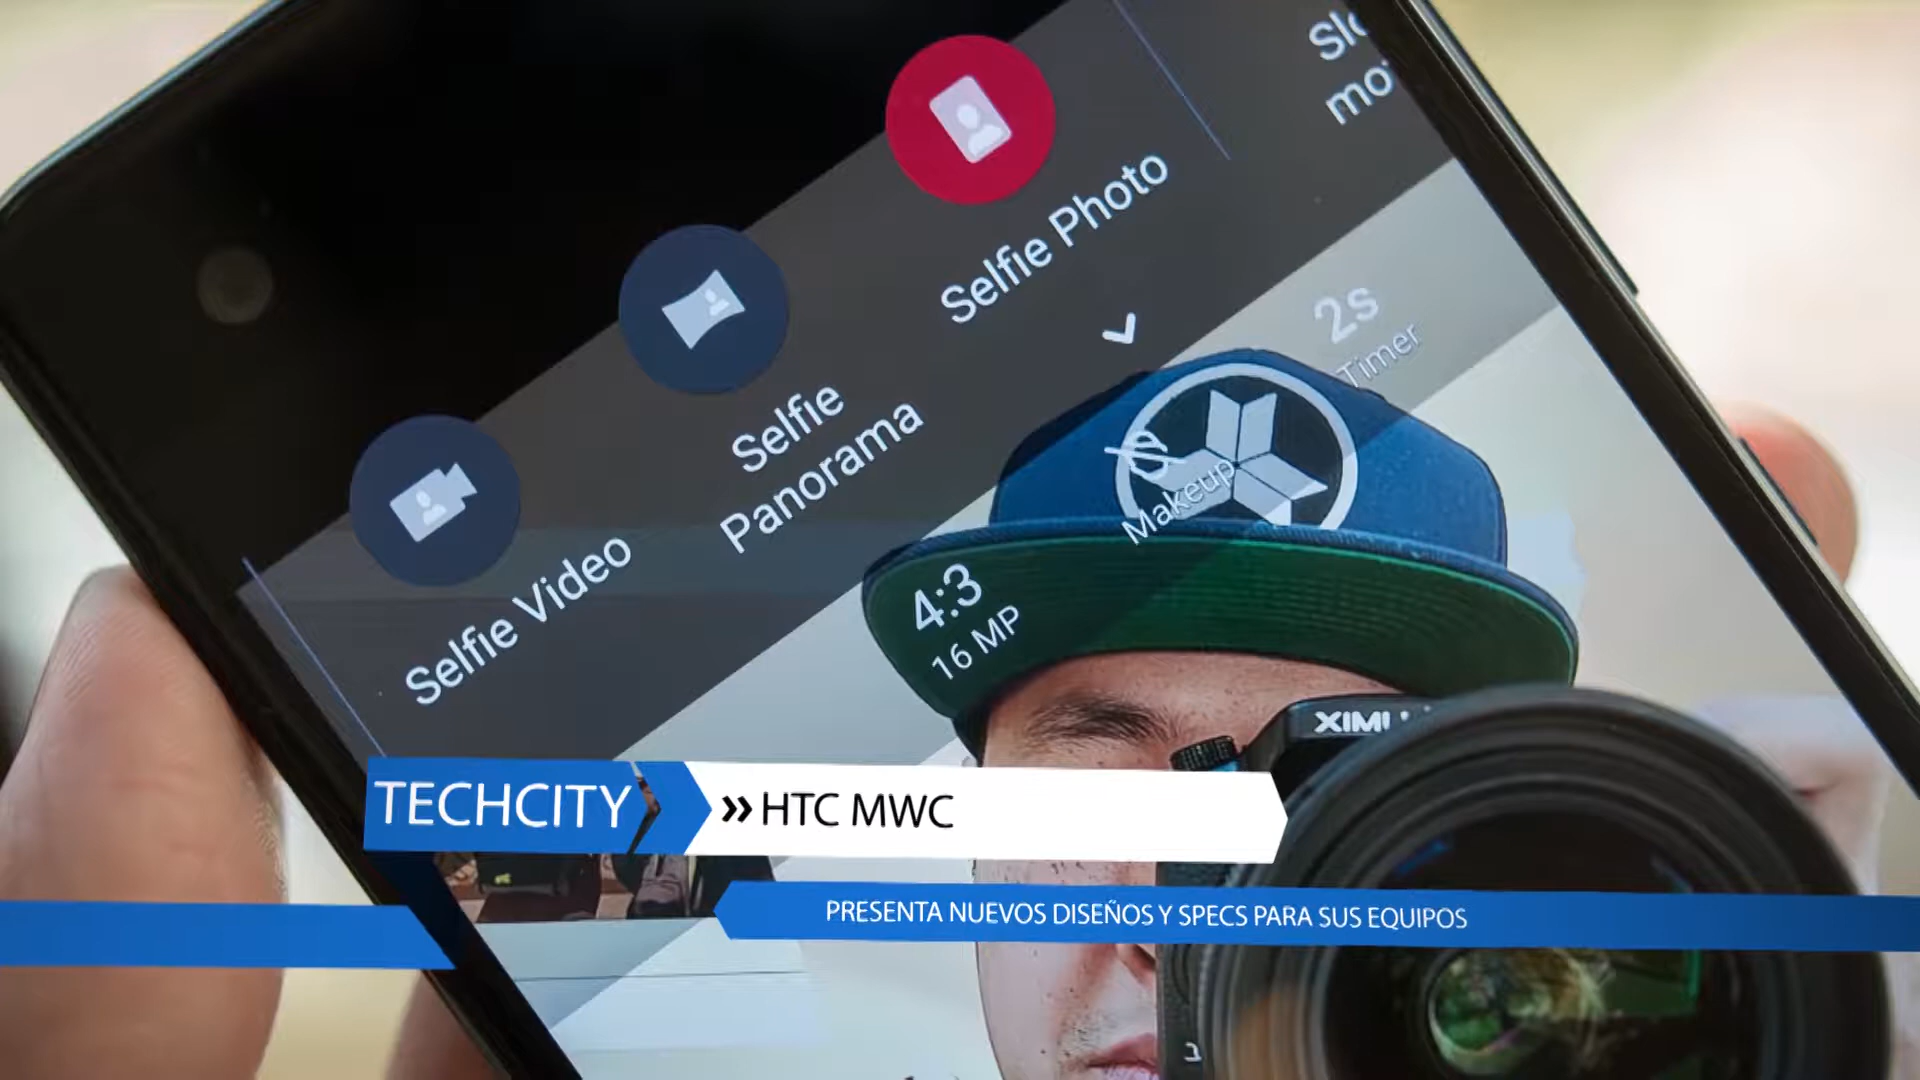 Selfie Photo
Selfie
Panorama
Selfie Video
2s
Timer
Makeup
4:3
16 MP
TECHCITY
» HTC MWC
PRESENTA NUEVOS DISEÑOS Y SPECS PARA SUS EQUIPOS